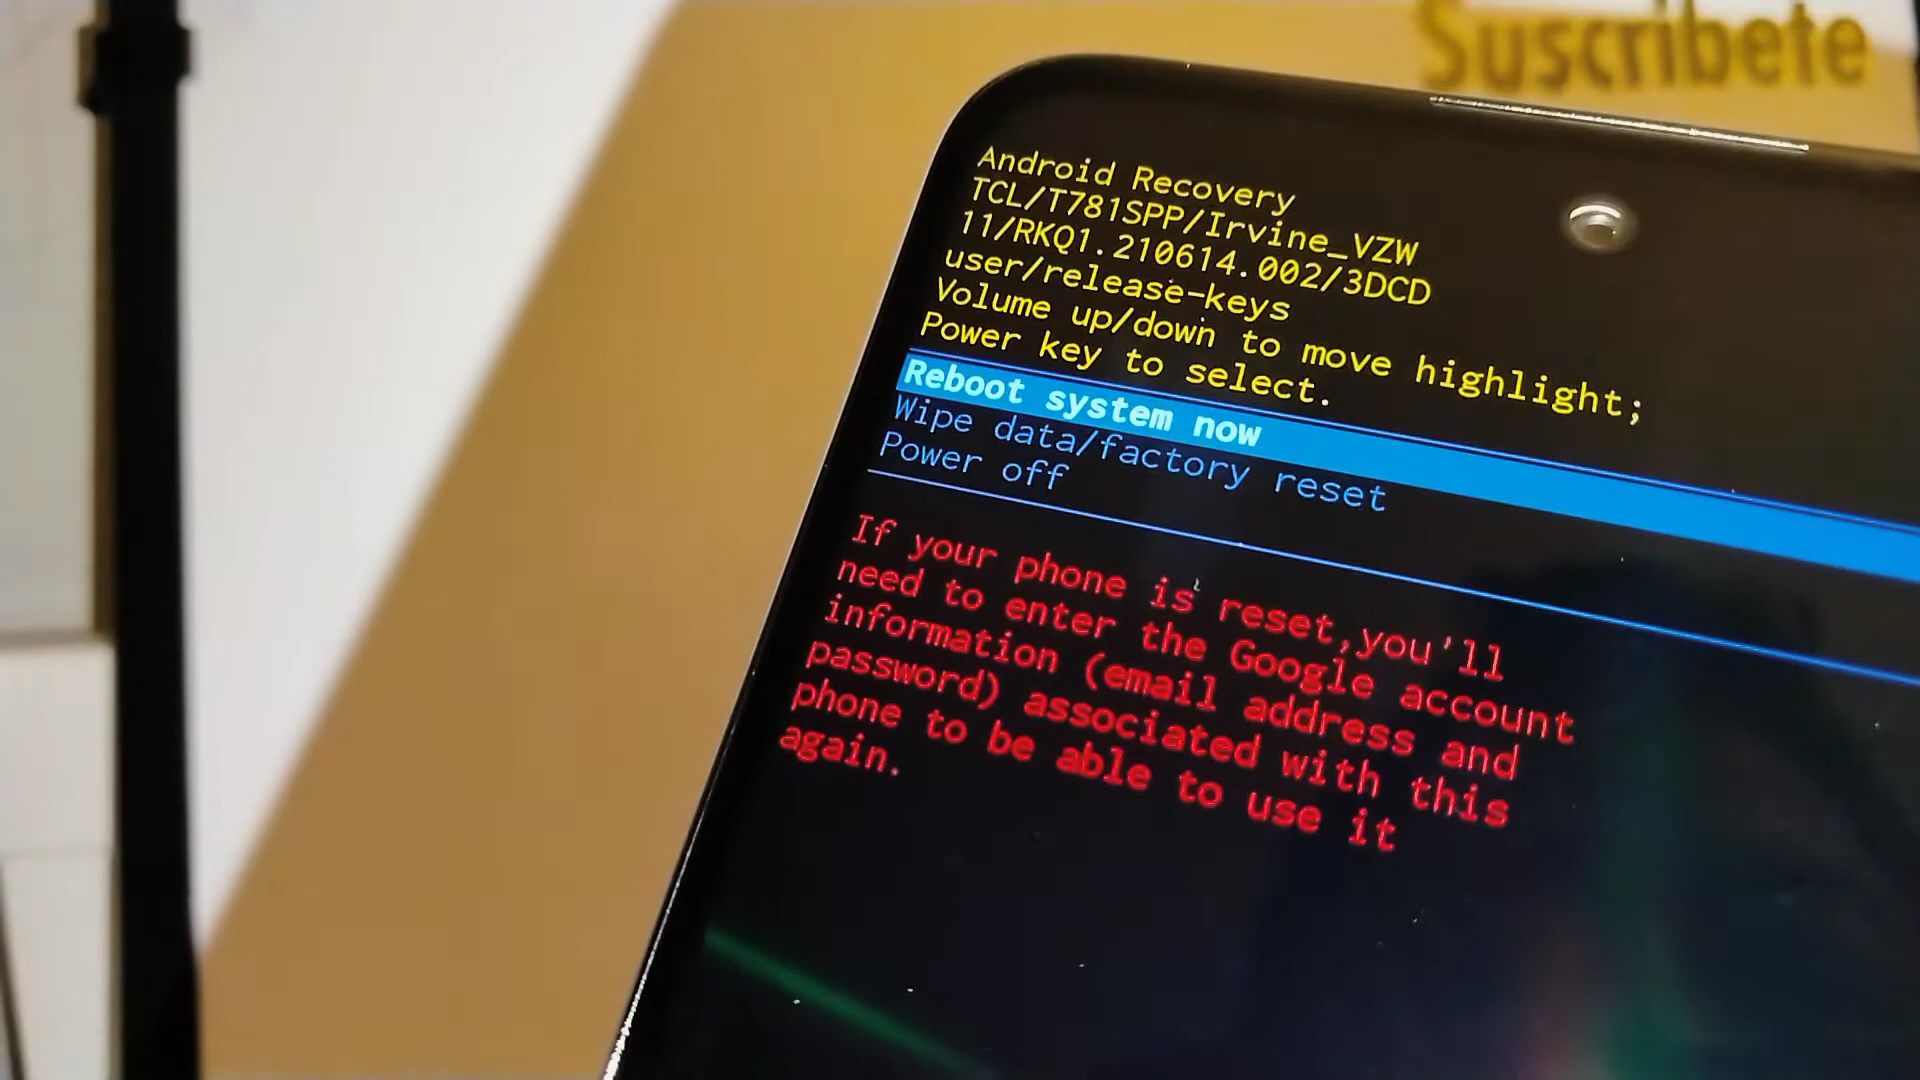 Suscribete
Android Recovery
TCL/T781SPP/Irvine_VZW
11/RKQ1.210614.002/3DCD
user/release-keys
Volume up/down to move highlight;
Power key to select.
Reboot system now
Wipe data/factory reset
Power off
If your phone is reset,you'll
need to enter the Google account
information (email address and
password) associated with this
phone to be able to use it
again.